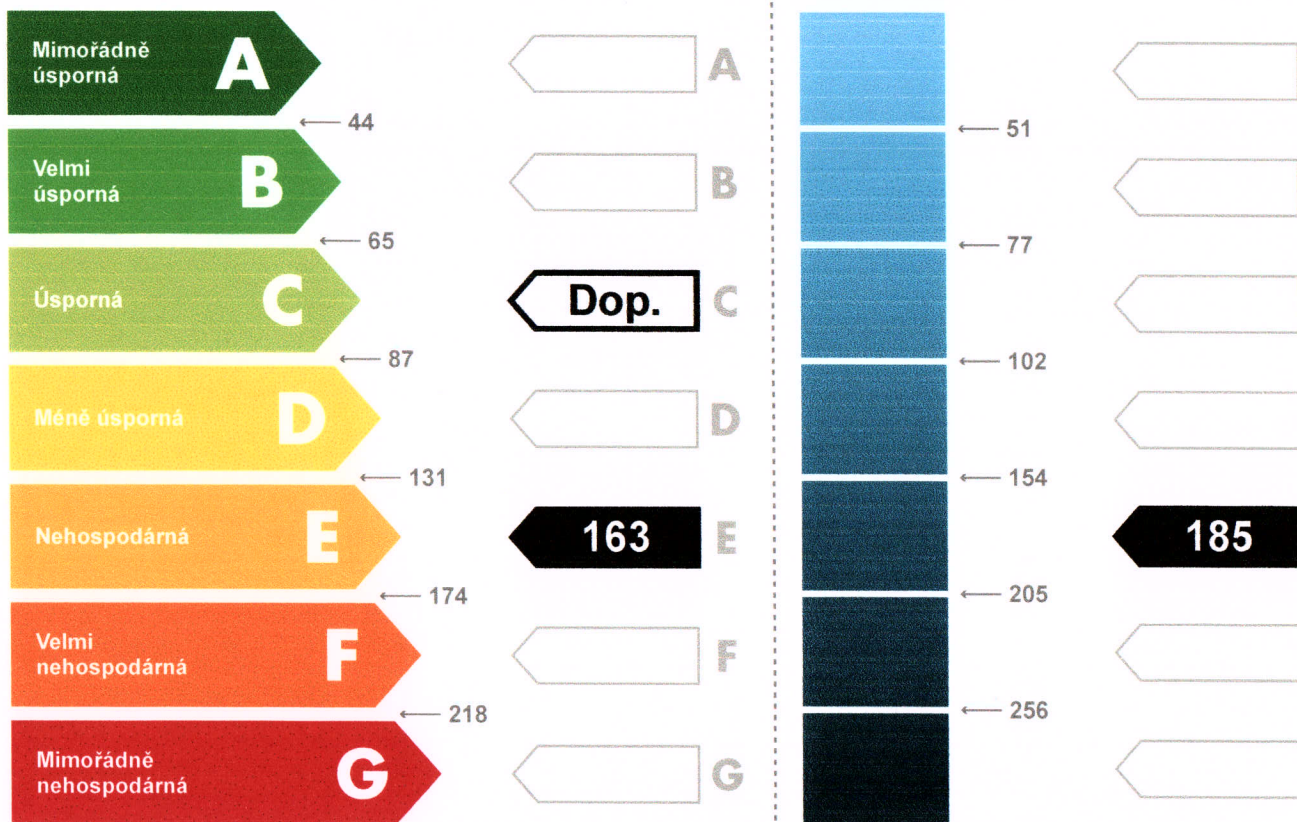 Mimořádně
úsporná
A
A
44
51
Velmi
úsporná
B
B
65
77
Úsporná
C
Dop.
C
87
102
Méně úsporná
D
D
131
154
Nehospodárná
E
163
E
185
174
205
Velmi
nehospodárná
F
F
218
256
Mimořádně
nehospodárná
G
G